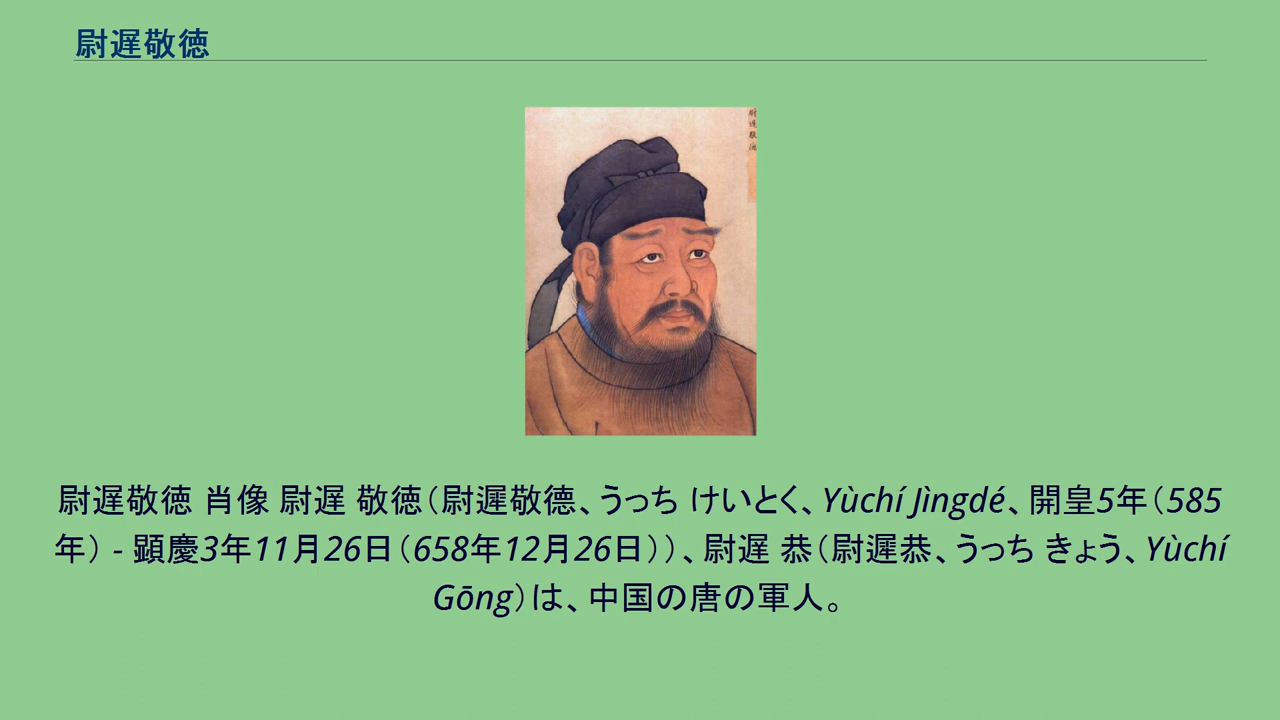 尉遅敬徳
尉遅敬徳
尉遅敬徳 肖像 尉遅 敬徳（尉遲敬德、うっち けいとく、Yùchí Jìngdé、開皇5年（585
年） - 顕慶3年11月26日（658年12月26日））、尉遅 恭（尉遲恭、うっち きょう、Yùchí
Gōng）は、中国の唐の軍人。